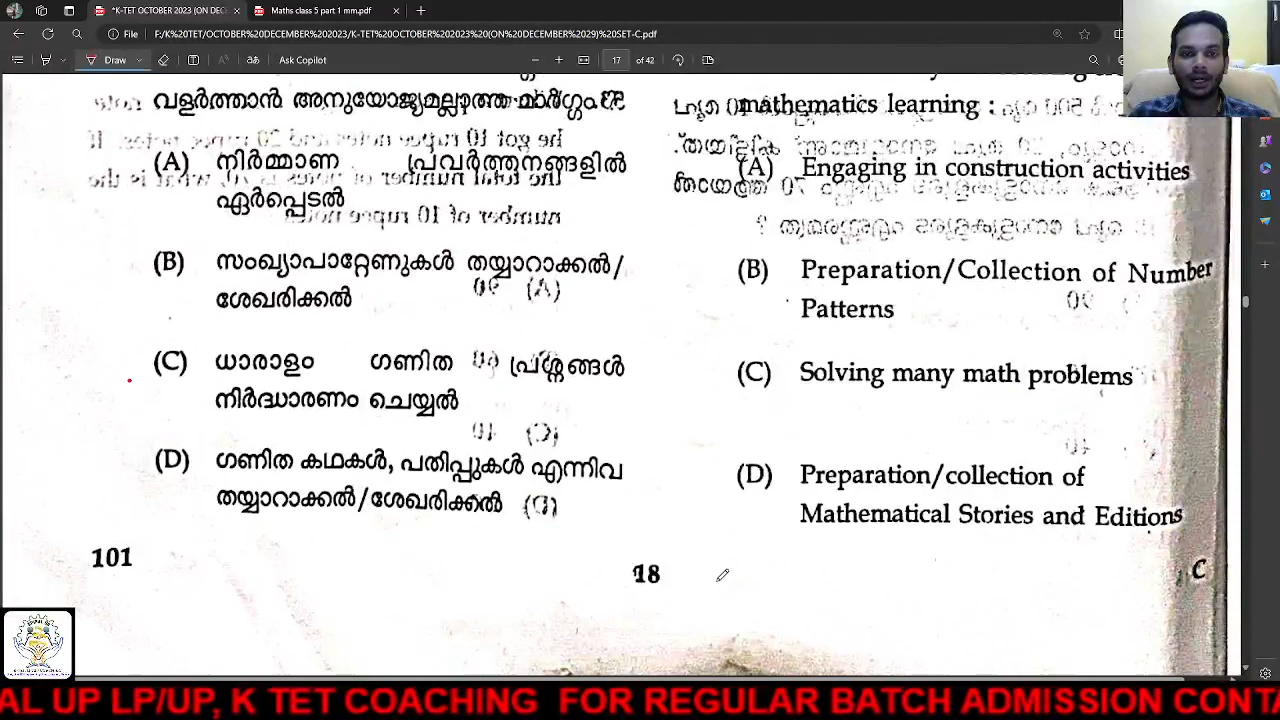 *K-TET OCTOBER 2023 (ON DECEM
Maths class 5 part 1 mm.pdf
File
F:/K%20TET/OCTOBER%20DECEMBER%202023/K-TET%20OCTOBER%202023%20(ON%20DECEMBER%2029)%20SET-C.pdf
Draw
Ask Copilot
17 of 42
വളർത്താൻ അനുയോജ്യമല്ലാത്ത മാർഗ്ഗം
(A) നിർമ്മാണ പ്രവർത്തനങ്ങളിൽ
ഏർപ്പെടൽ
(B) സംഖ്യാപാറ്റേണുകൾ തയ്യാറാക്കൽ/
ശേഖരിക്കൽ
(C) ധാരാളം ഗണിത പ്രശ്നങ്ങൾ
നിർദ്ധാരണം ചെയ്യൽ
(D) ഗണിത കഥകൾ, പതിപ്പുകൾ എന്നിവ
തയ്യാറാക്കൽ/ശേഖരിക്കൽ
mathematics learning :
(A) Engaging in construction activities
(B) Preparation/Collection of Number
Patterns
(C) Solving many math problems
(D) Preparation/collection of
Mathematical Stories and Editions
101
18
C
AL UP LP/UP, K TET COACHING FOR REGULAR BATCH ADMISSION CONTA